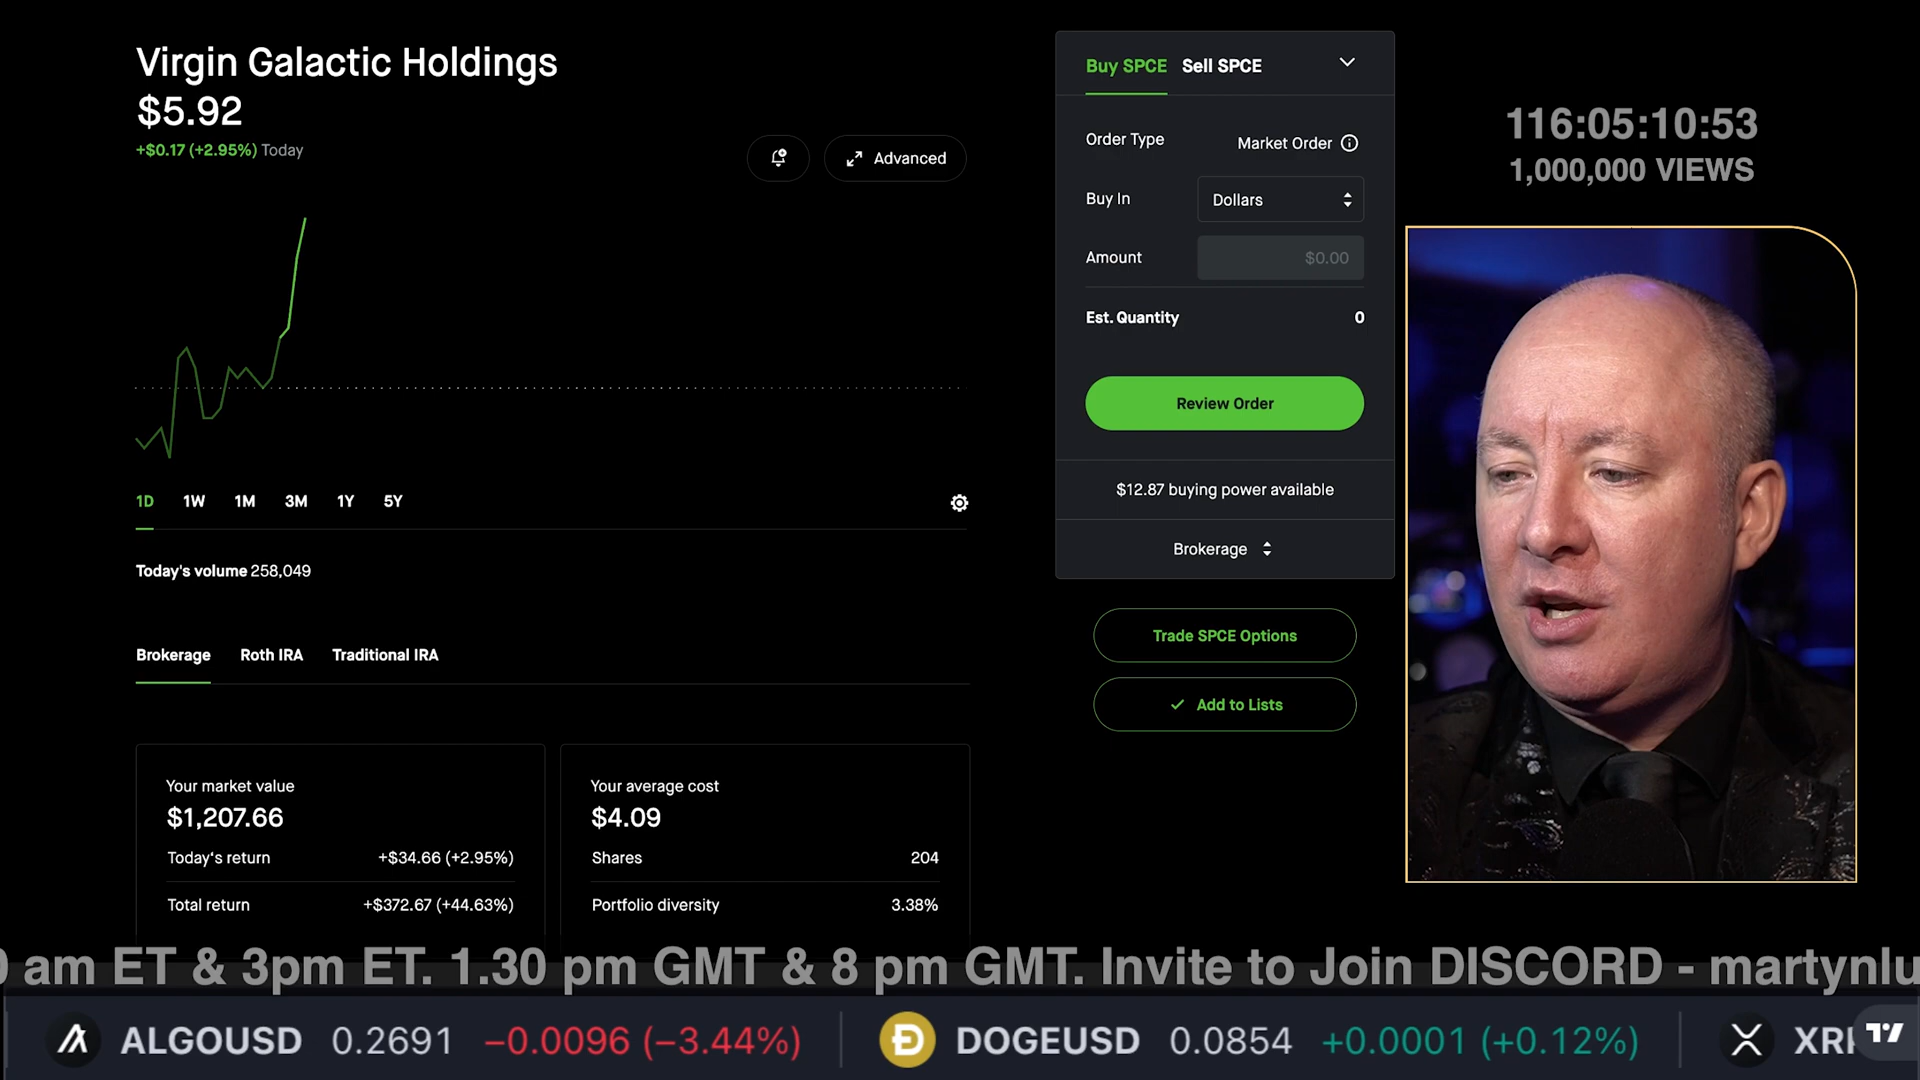 Virgin Galactic Holdings
$5.92
+$0.17 (+2.95%) Today
Advanced
1D 1W 1M 3M 1Y 5Y
Today's volume 258,049
Brokerage Roth IRA Traditional IRA
Your market value
$1,207.66
Today's return +$34.66 (+2.95%)
Total return +$372.67 (+44.63%)
Your average cost
$4.09
Shares 204
Portfolio diversity 3.38%
Buy SPCE Sell SPCE
Order Type Market Order
Buy In Dollars
Amount $0.00
Est. Quantity 0
Review Order
$12.87 buying power available
Brokerage
Trade SPCE Options
Add to Lists
116:05:10:53
1,000,000 VIEWS
0 am ET & 3pm ET. 1.30 pm GMT & 8 pm GMT. Invite to Join DISCORD - martynlu
ALGOUSD 0.2691 −0.0096 (−3.44%) DOGEUSD 0.0854 +0.0001 (+0.12%) XRP